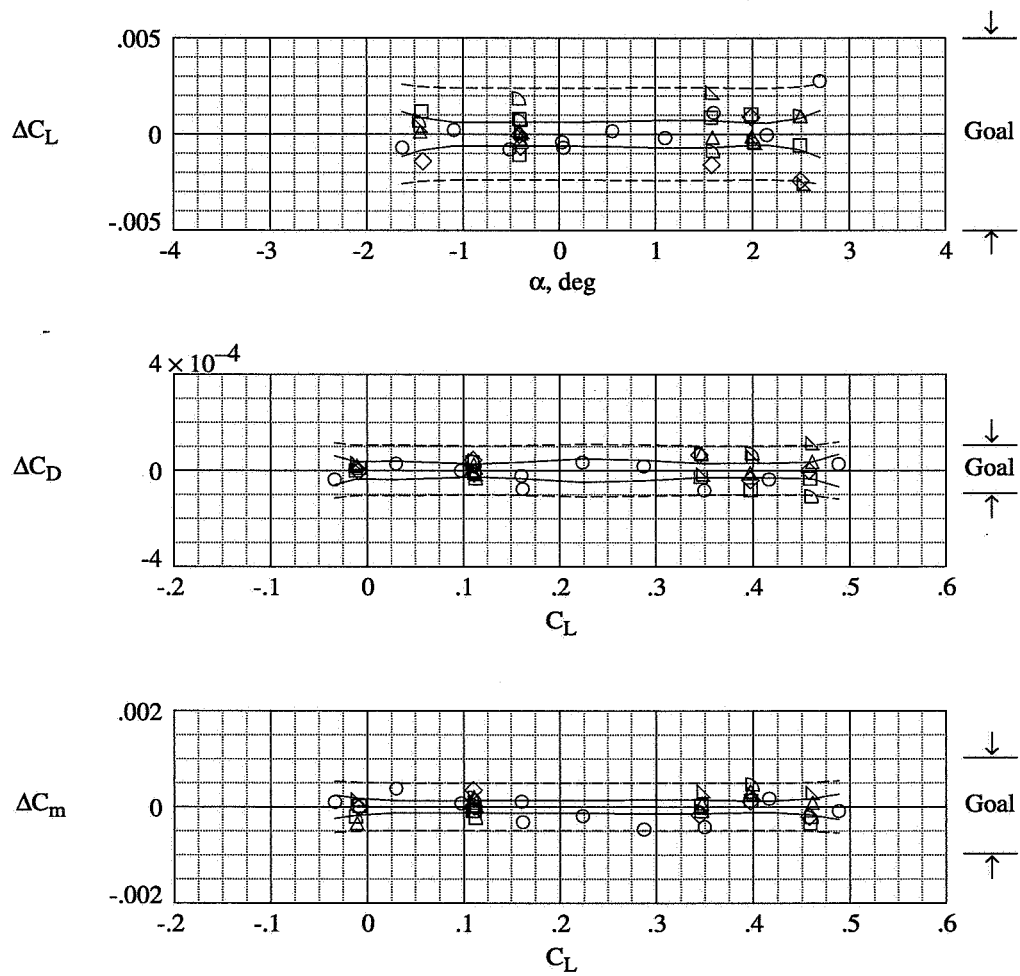 .005
ΔC_L
0
Goal
-.005
-4 -3 -2 -1 0 1 2 3 4
α, deg
4 × 10⁻⁴
ΔC_D
0
Goal
-4
-.2 -.1 0 .1 .2 .3 .4 .5 .6
C_L
.002
ΔC_m
0
Goal
-.002
-.2 -.1 0 .1 .2 .3 .4 .5 .6
C_L